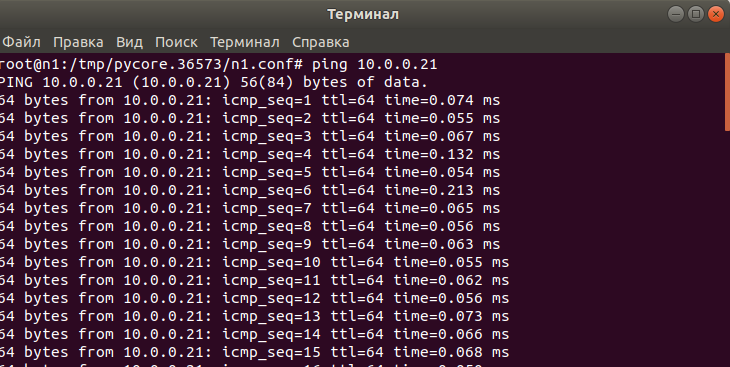 Терминал
Файл Правка Вид Поиск Терминал Справка
root@n1:/tmp/pycore.36573/n1.conf# ping 10.0.0.21
PING 10.0.0.21 (10.0.0.21) 56(84) bytes of data.
64 bytes from 10.0.0.21: icmp_seq=1 ttl=64 time=0.074 ms
64 bytes from 10.0.0.21: icmp_seq=2 ttl=64 time=0.055 ms
64 bytes from 10.0.0.21: icmp_seq=3 ttl=64 time=0.067 ms
64 bytes from 10.0.0.21: icmp_seq=4 ttl=64 time=0.132 ms
64 bytes from 10.0.0.21: icmp_seq=5 ttl=64 time=0.054 ms
64 bytes from 10.0.0.21: icmp_seq=6 ttl=64 time=0.213 ms
64 bytes from 10.0.0.21: icmp_seq=7 ttl=64 time=0.065 ms
64 bytes from 10.0.0.21: icmp_seq=8 ttl=64 time=0.056 ms
64 bytes from 10.0.0.21: icmp_seq=9 ttl=64 time=0.063 ms
64 bytes from 10.0.0.21: icmp_seq=10 ttl=64 time=0.055 ms
64 bytes from 10.0.0.21: icmp_seq=11 ttl=64 time=0.062 ms
64 bytes from 10.0.0.21: icmp_seq=12 ttl=64 time=0.056 ms
64 bytes from 10.0.0.21: icmp_seq=13 ttl=64 time=0.073 ms
64 bytes from 10.0.0.21: icmp_seq=14 ttl=64 time=0.066 ms
64 bytes from 10.0.0.21: icmp_seq=15 ttl=64 time=0.068 ms